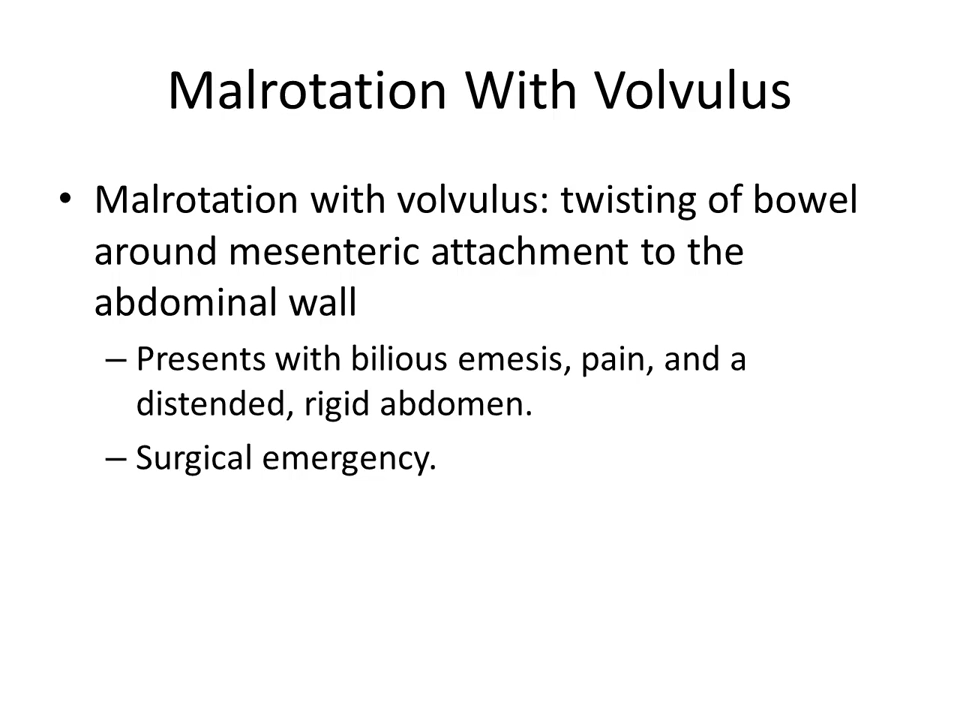 Malrotation With Volvulus
• Malrotation with volvulus: twisting of bowel
around mesenteric attachment to the
abdominal wall
– Presents with bilious emesis, pain, and a
distended, rigid abdomen.
– Surgical emergency.